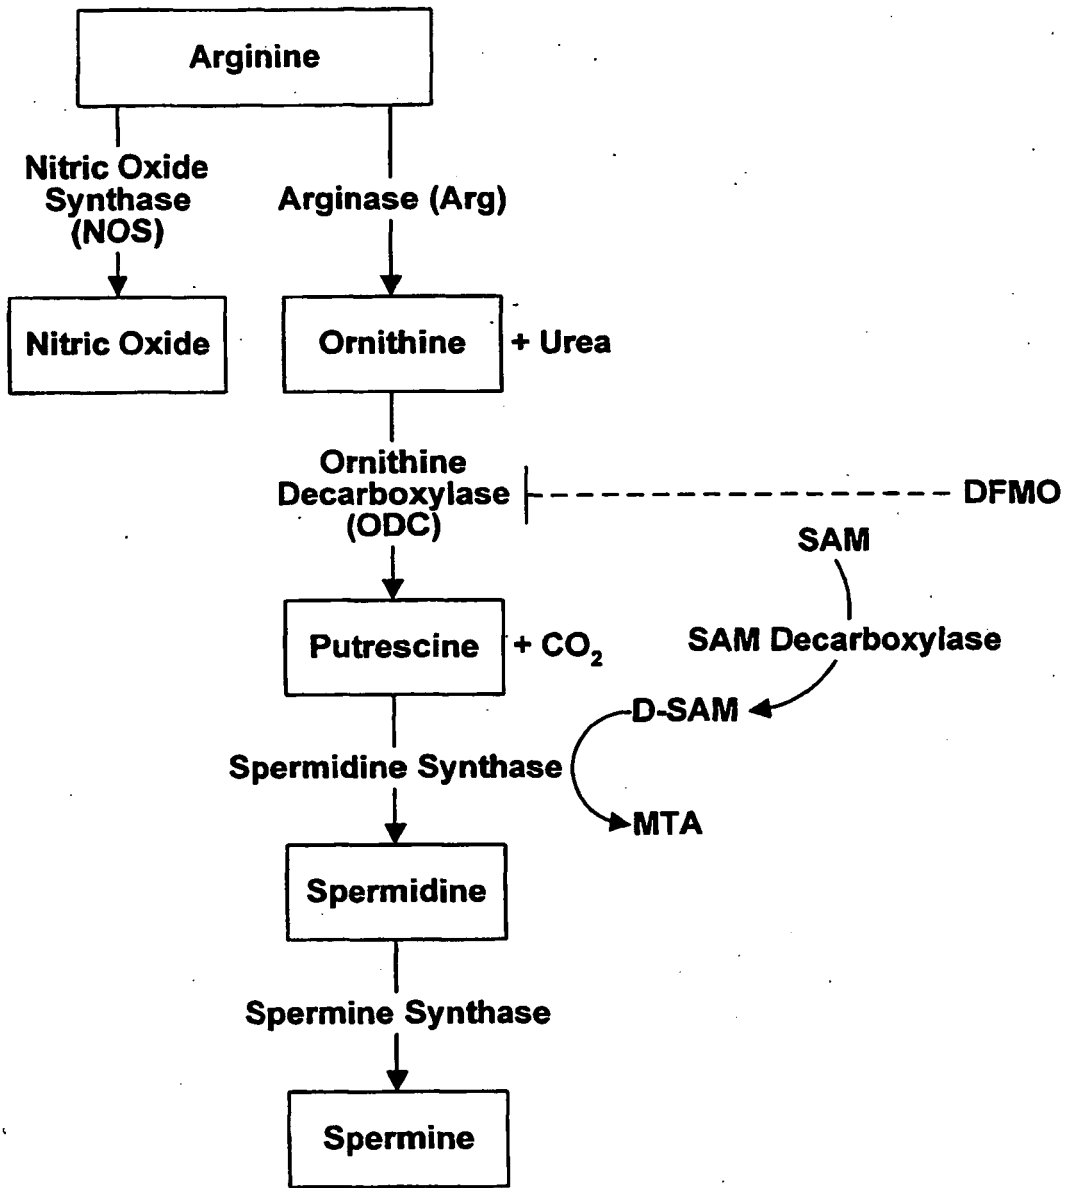 Arginine
Nitric Oxide
Synthase
(NOS)
Arginase (Arg)
Nitric Oxide
Ornithine
+ Urea
Ornithine
Decarboxylase
(ODC)
DFMO
SAM
Putrescine
+ CO₂
SAM Decarboxylase
D-SAM
Spermidine Synthase
MTA
Spermidine
Spermine Synthase
Spermine